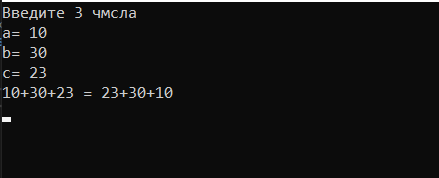 Введите 3 чмсла
a= 10
b= 30
c= 23
10+30+23 = 23+30+10